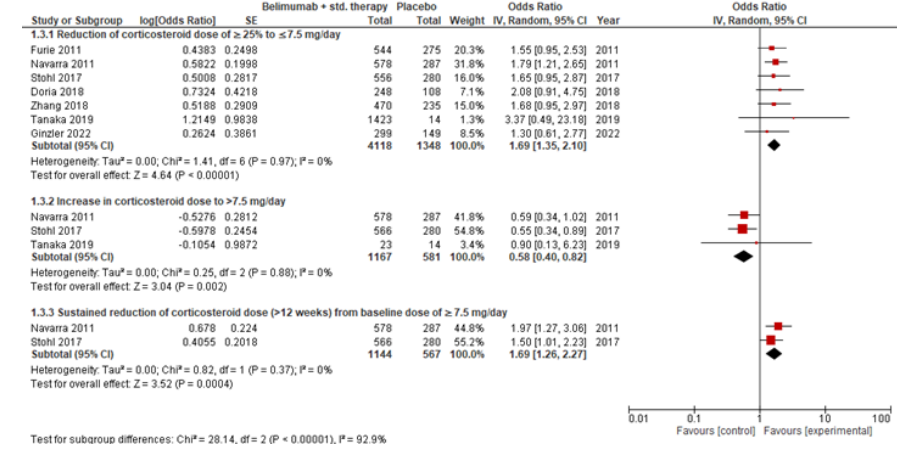 Belimumab + std. therapy Placebo Odds Ratio Odds Ratio
Study or Subgroup log[Odds Ratio] SE Total Total Weight IV, Random, 95% CI Year IV, Random, 95% CI
1.3.1 Reduction of corticosteroid dose of ≥ 25% to ≤7.5 mg/day
Furie 2011 0.4383 0.2498 544 275 20.3% 1.55 [0.95, 2.53] 2011
Navarra 2011 0.5822 0.1998 578 287 31.8% 1.79 [1.21, 2.65] 2011
Stohl 2017 0.5008 0.2817 556 280 16.0% 1.65 [0.95, 2.87] 2017
Doria 2018 0.7324 0.4218 248 108 7.1% 2.08 [0.91, 4.75] 2018
Zhang 2018 0.5188 0.2909 470 235 15.0% 1.68 [0.95, 2.97] 2018
Tanaka 2019 1.2149 0.9838 1423 14 1.3% 3.37 [0.49, 23.18] 2019
Ginzler 2022 0.2624 0.3861 299 149 8.5% 1.30 [0.61, 2.77] 2022
Subtotal (95% CI) 4118 1348 100.0% 1.69 [1.35, 2.10]
Heterogeneity: Tau² = 0.00; Chi² = 1.41, df = 6 (P = 0.97); I² = 0%
Test for overall effect: Z = 4.64 (P < 0.00001)
1.3.2 Increase in corticosteroid dose to >7.5 mg/day
Navarra 2011 -0.5276 0.2812 578 287 41.8% 0.59 [0.34, 1.02] 2011
Stohl 2017 -0.5978 0.2454 566 280 54.8% 0.55 [0.34, 0.89] 2017
Tanaka 2019 -0.1054 0.9872 23 14 3.4% 0.90 [0.13, 6.23] 2019
Subtotal (95% CI) 1167 581 100.0% 0.58 [0.40, 0.82]
Heterogeneity: Tau² = 0.00; Chi² = 0.25, df = 2 (P = 0.88); I² = 0%
Test for overall effect: Z = 3.04 (P = 0.002)
1.3.3 Sustained reduction of corticosteroid dose (>12 weeks) from baseline dose of ≥ 7.5 mg/day
Navarra 2011 0.678 0.224 578 287 44.8% 1.97 [1.27, 3.06] 2011
Stohl 2017 0.4055 0.2018 566 280 55.2% 1.50 [1.01, 2.23] 2017
Subtotal (95% CI) 1144 567 100.0% 1.69 [1.26, 2.27]
Heterogeneity: Tau² = 0.00; Chi² = 0.82, df = 1 (P = 0.37); I² = 0%
Test for overall effect: Z = 3.52 (P = 0.0004)
0.01 0.1 1 10 100
Favours [control] Favours [experimental]
Test for subgroup differences: Chi² = 28.14, df = 2 (P < 0.00001), I² = 92.9%